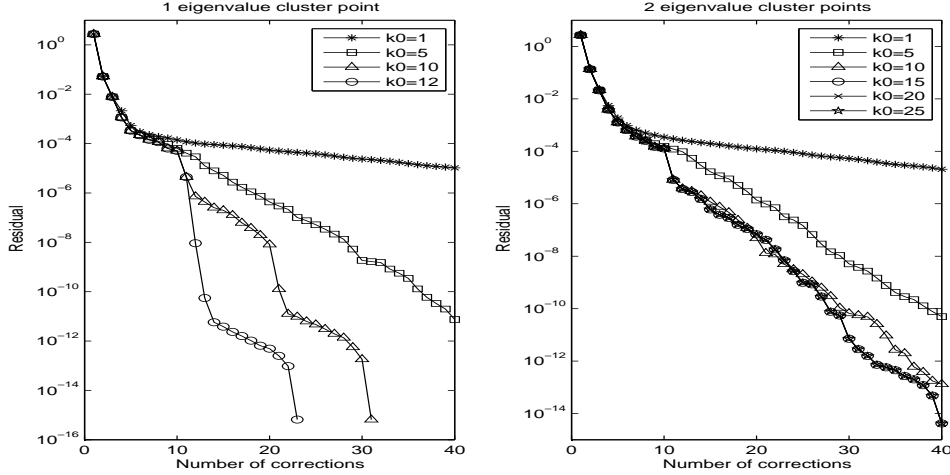 1 eigenvalue cluster point
k0=1
k0=5
k0=10
k0=12
10^0
10^-2
10^-4
10^-6
10^-8
10^-10
10^-12
10^-14
10^-16
Residual
0
10
20
30
40
Number of corrections
2 eigenvalue cluster points
k0=1
k0=5
k0=10
k0=15
k0=20
k0=25
10^0
10^-2
10^-4
10^-6
10^-8
10^-10
10^-12
10^-14
Residual
0
10
20
30
40
Number of corrections